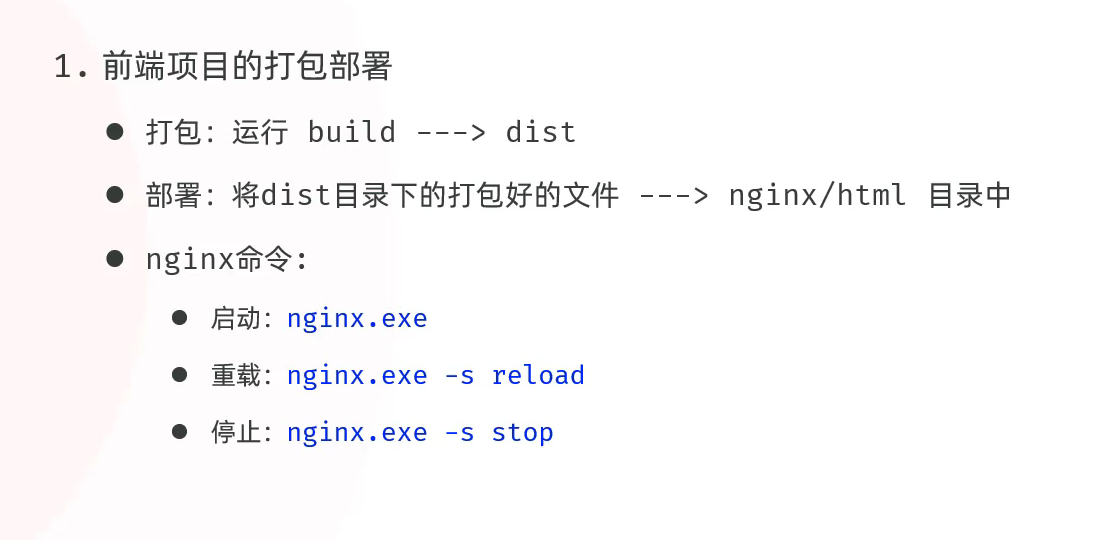 1. 前端项目的打包部署
● 打包: 运行 build ---> dist
● 部署: 将dist目录下的打包好的文件 ---> nginx/html 目录中
● nginx命令:
● 启动: nginx.exe
● 重载: nginx.exe -s reload
● 停止: nginx.exe -s stop